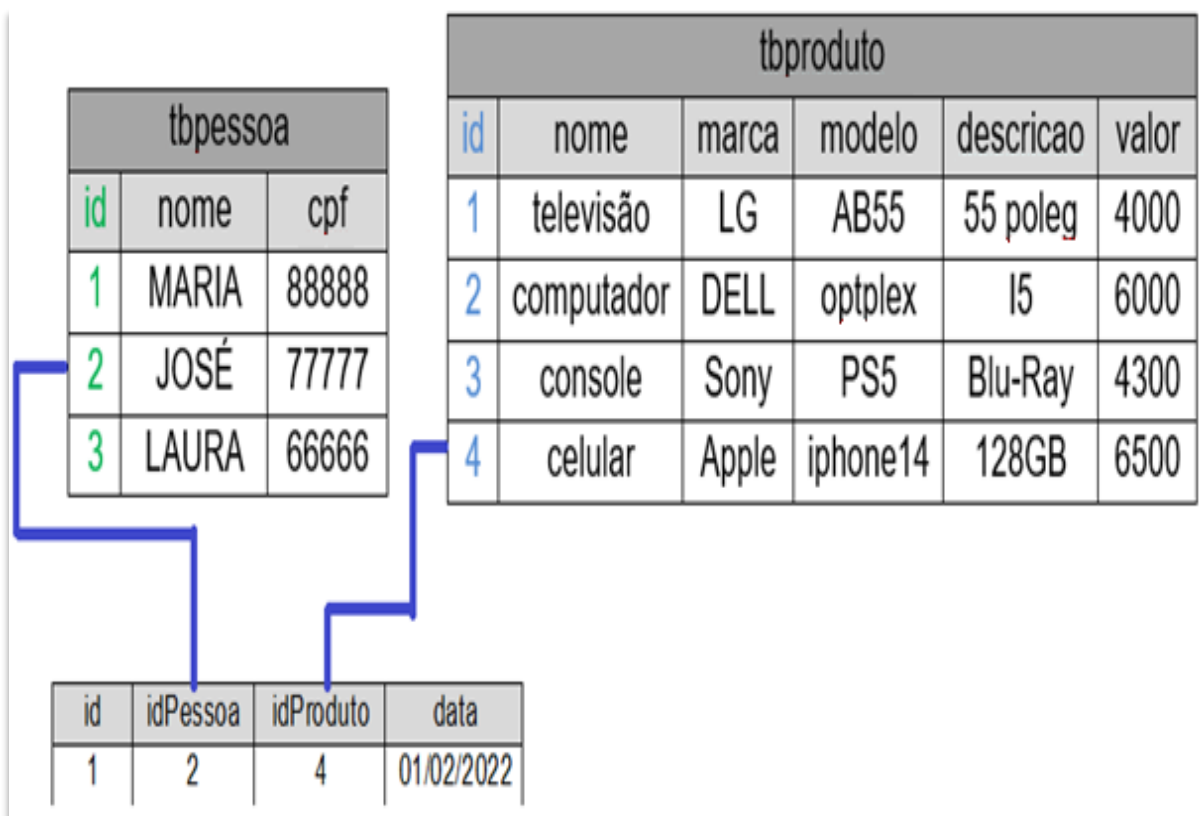 tbpessoa
id nome cpf
1 MARIA 88888
2 JOSÉ 77777
3 LAURA 66666
tbproduto
id nome marca modelo descricao valor
1 televisão LG AB55 55 poleg 4000
2 computador DELL optplex I5 6000
3 console Sony PS5 Blu-Ray 4300
4 celular Apple iphone14 128GB 6500
id idPessoa idProduto data
1 2 4 01/02/2022